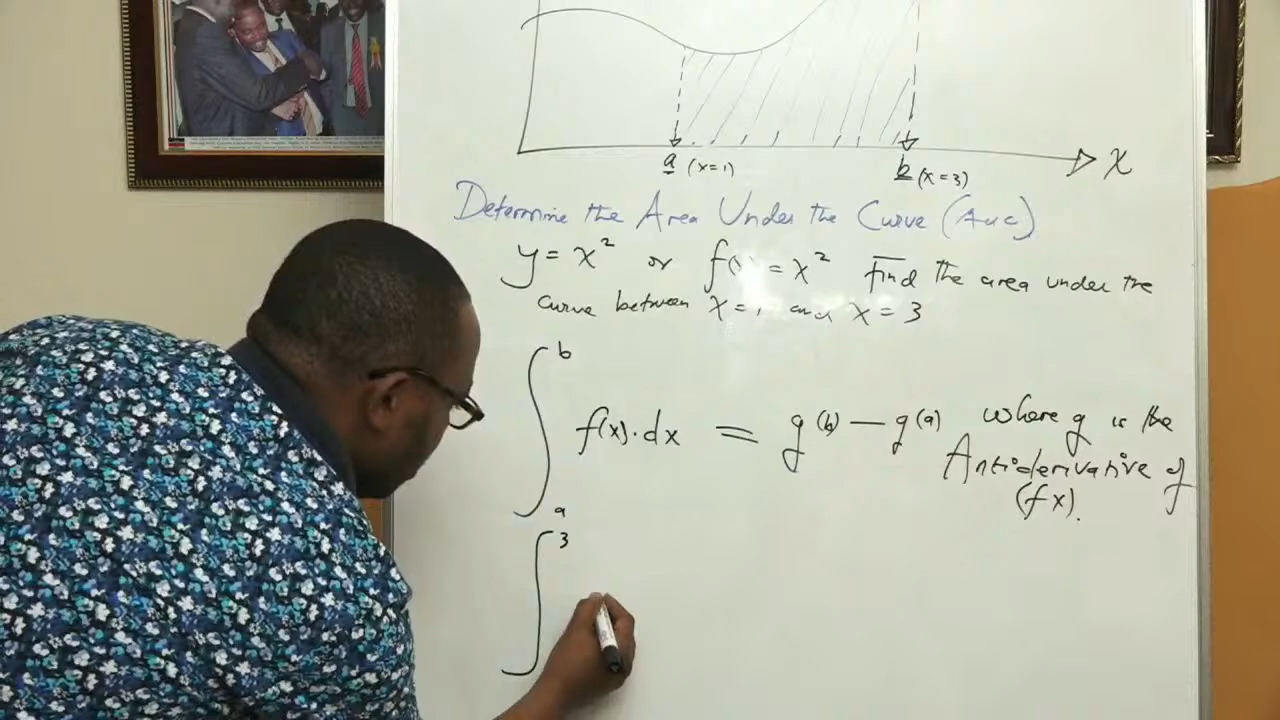 a (x=1) b (x=3) X
Determine the Area Under the Curve (AUC)
y = x² or f( ) = x² Find the area under the
curve between x = 1 and x = 3
∫ b a f(x).dx = g(b) — g(a) where g is the
Antiderivative of
(fx).
∫ 3